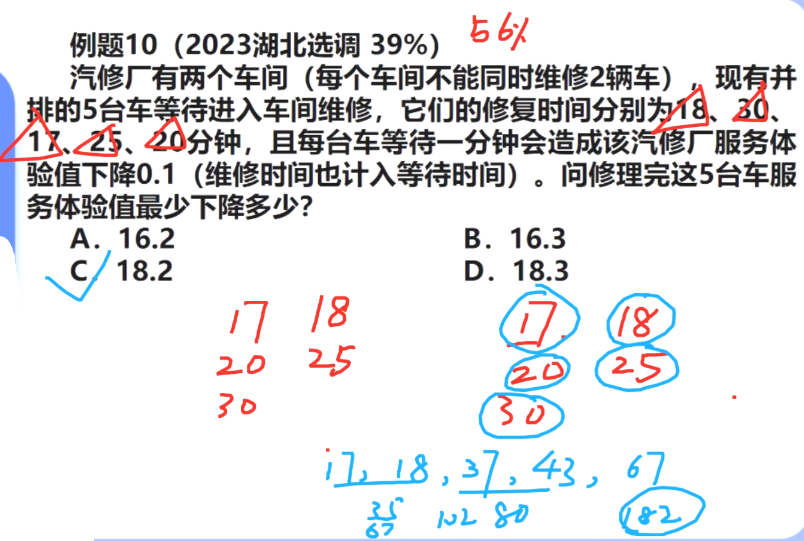 例题10（2023湖北选调 39%） 56%
汽修厂有两个车间（每个车间不能同时维修2辆车），现有并
排的5台车等待进入车间维修，它们的修复时间分别为18、30、
17、25、20分钟，且每台车等待一分钟会造成该汽修厂服务体
验值下降0.1（维修时间也计入等待时间）。问修理完这5台车服
务体验值最少下降多少？
A. 16.2 B. 16.3
C. 18.2 D. 18.3
17 18 17 18
20 25 20 25
30 30
17, 18, 37, 43, 67
35 102 80 182
67